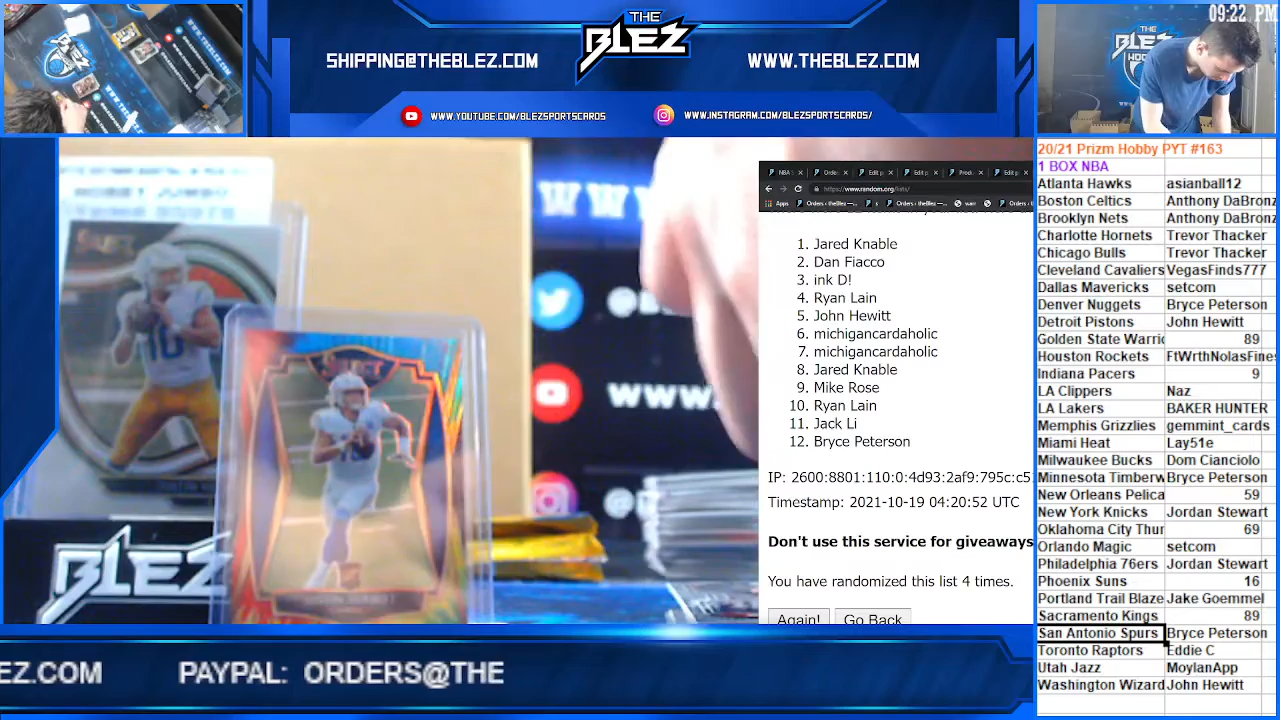 09:22 PM
THE
BLEZ
SHIPPING@THEBLEZ.COM
WWW.THEBLEZ.COM
WWW.YOUTUBE.COM/BLEZSPORTSCARDS
WWW.INSTAGRAM.COM/BLEZSPORTSCARDS/
https://www.random.org/lists/
Apps
1. Jared Knable
2. Dan Fiacco
3. ink D!
4. Ryan Lain
5. John Hewitt
6. michigancardaholic
7. michigancardaholic
8. Jared Knable
9. Mike Rose
10. Ryan Lain
11. Jack Li
12. Bryce Peterson
IP: 2600:8801:110:0:4d93:2af9:795c:c5
Timestamp: 2021-10-19 04:20:52 UTC
Don't use this service for giveaways
You have randomized this list 4 times.
Again! Go Back
20/21 Prizm Hobby PYT #163
1 BOX NBA
Atlanta Hawks asianball12
Boston Celtics Anthony DaBronz
Brooklyn Nets Anthony DaBronz
Charlotte Hornets Trevor Thacker
Chicago Bulls Trevor Thacker
Cleveland Cavaliers VegasFinds777
Dallas Mavericks setcom
Denver Nuggets Bryce Peterson
Detroit Pistons John Hewitt
Golden State Warric 89
Houston Rockets FtWrthNolasFines
Indiana Pacers 9
LA Clippers Naz
LA Lakers BAKER HUNTER
Memphis Grizzlies gemmint_cards
Miami Heat Lay51e
Milwaukee Bucks Dom Cianciolo
Minnesota Timberw Bryce Peterson
New Orleans Pelica 59
New York Knicks Jordan Stewart
Oklahoma City Thur 69
Orlando Magic setcom
Philadelphia 76ers Jordan Stewart
Phoenix Suns 16
Portland Trail Blaze Jake Goemmel
Sacramento Kings 89
San Antonio Spurs Bryce Peterson
Toronto Raptors Eddie C
Utah Jazz MoylanApp
Washington Wizard John Hewitt
WWW
WWW.
BLEZ
EZ.COM PAYPAL: ORDERS@THE